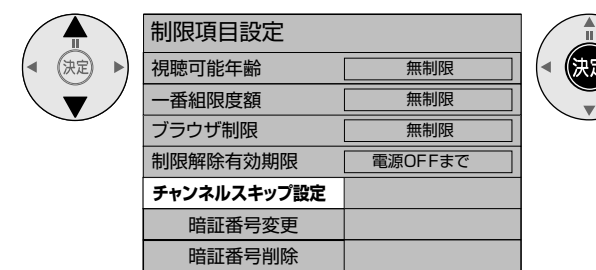 制限項目設定
決定
視聴可能年齢 無制限
一番組限度額 無制限
ブラウザ制限 無制限
制限解除有効期限 電源OFFまで
チャンネルスキップ設定
暗証番号変更
暗証番号削除
決定